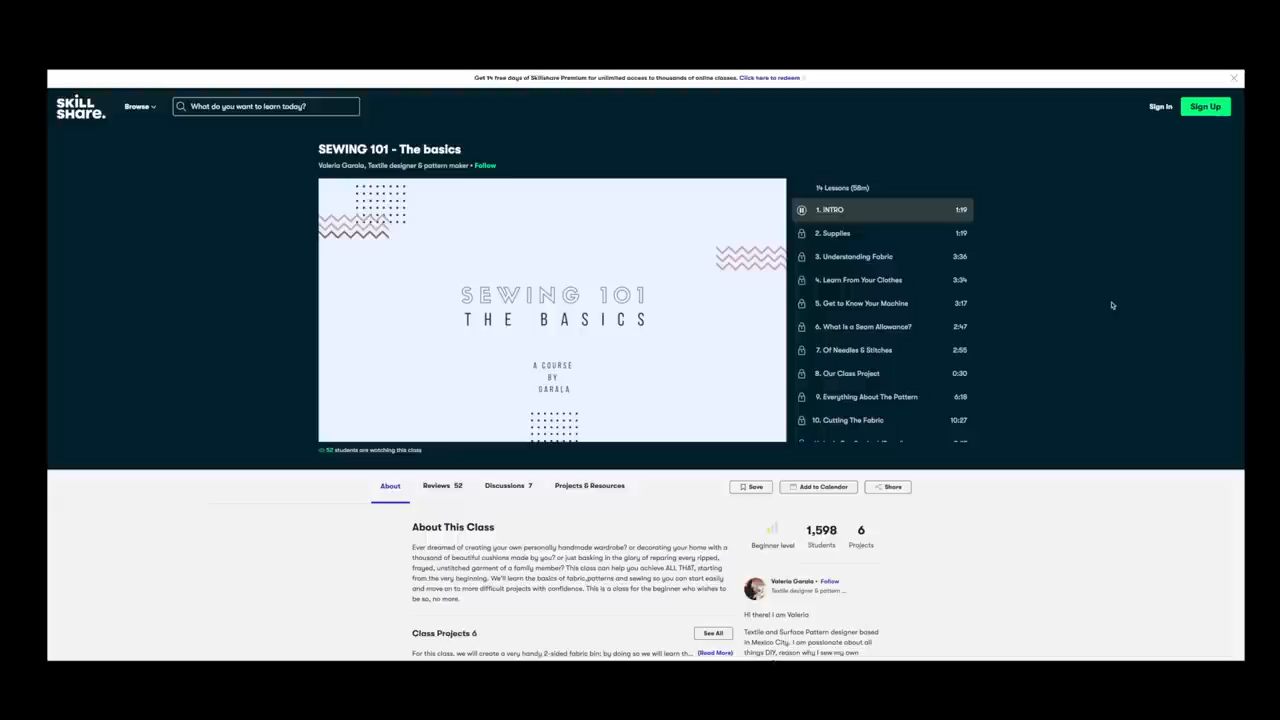 Get 14 free days of Skillshare Premium for unlimited access to thousands of online classes. Click here to redeem
SKILL
SHARE.
Browse
What do you want to learn today?
Sign In
Sign Up
SEWING 101 - The basics
Valeria Garala, Textile designer & pattern maker • Follow
SEWING 101
THE BASICS
A COURSE
BY
GARALA
14 Lessons (58m)
1. INTRO 1:19
2. Supplies 1:19
3. Understanding Fabric 3:36
4. Learn From Your Clothes 3:34
5. Get to Know Your Machine 3:17
6. What Is a Seam Allowance? 2:47
7. Of Needles & Stitches 2:55
8. Our Class Project 0:30
9. Everything About The Pattern 6:18
10. Cutting The Fabric 10:27
52 students are watching this class
About
Reviews 52
Discussions 7
Projects & Resources
Save
Add to Calendar
Share
About This Class
Ever dreamed of creating your own personally handmade wardrobe? or decorating your home with a
thousand of beautiful cushions made by you? or just basking in the glory of repairing every ripped,
frayed, unstitched garment of a family member? This class can help you achieve ALL THAT, starting
from the very beginning. We'll learn the basics of fabric,patterns and sewing so you can start easily
and move on to more difficult projects with confidence. This is a class for the beginner who wishes to
be so, no more.
Class Projects 6
See All
For this class, we will create a very handy 2-sided fabric bin: by doing so we will learn th... (Read More)
1,598
6
Beginner level
Students
Projects
Valeria Garala • Follow
Textile designer & pattern ...
Hi there! I am Valeria
Textile and Surface Pattern designer based
in Mexico City. I am passionate about all
things DIY, reason why I sew my own